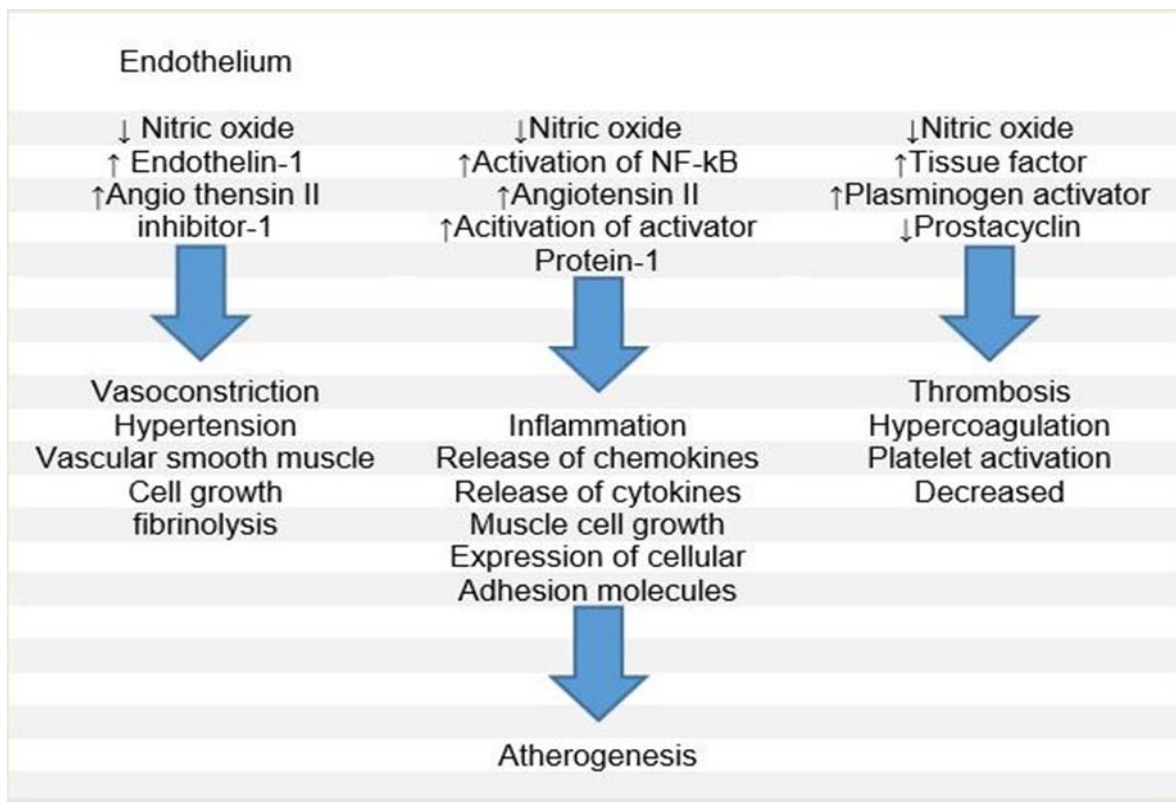 Endothelium
↓ Nitric oxide
↑ Endothelin-1
↑Angio thensin II
inhibitor-1
↓Nitric oxide
↑Activation of NF-kB
↑Angiotensin II
↑Acitivation of activator
Protein-1
↓Nitric oxide
↑Tissue factor
↑Plasminogen activator
↓Prostacyclin
Vasoconstriction
Hypertension
Vascular smooth muscle
Cell growth
fibrinolysis
Inflammation
Release of chemokines
Release of cytokines
Muscle cell growth
Expression of cellular
Adhesion molecules
Thrombosis
Hypercoagulation
Platelet activation
Decreased
Atherogenesis